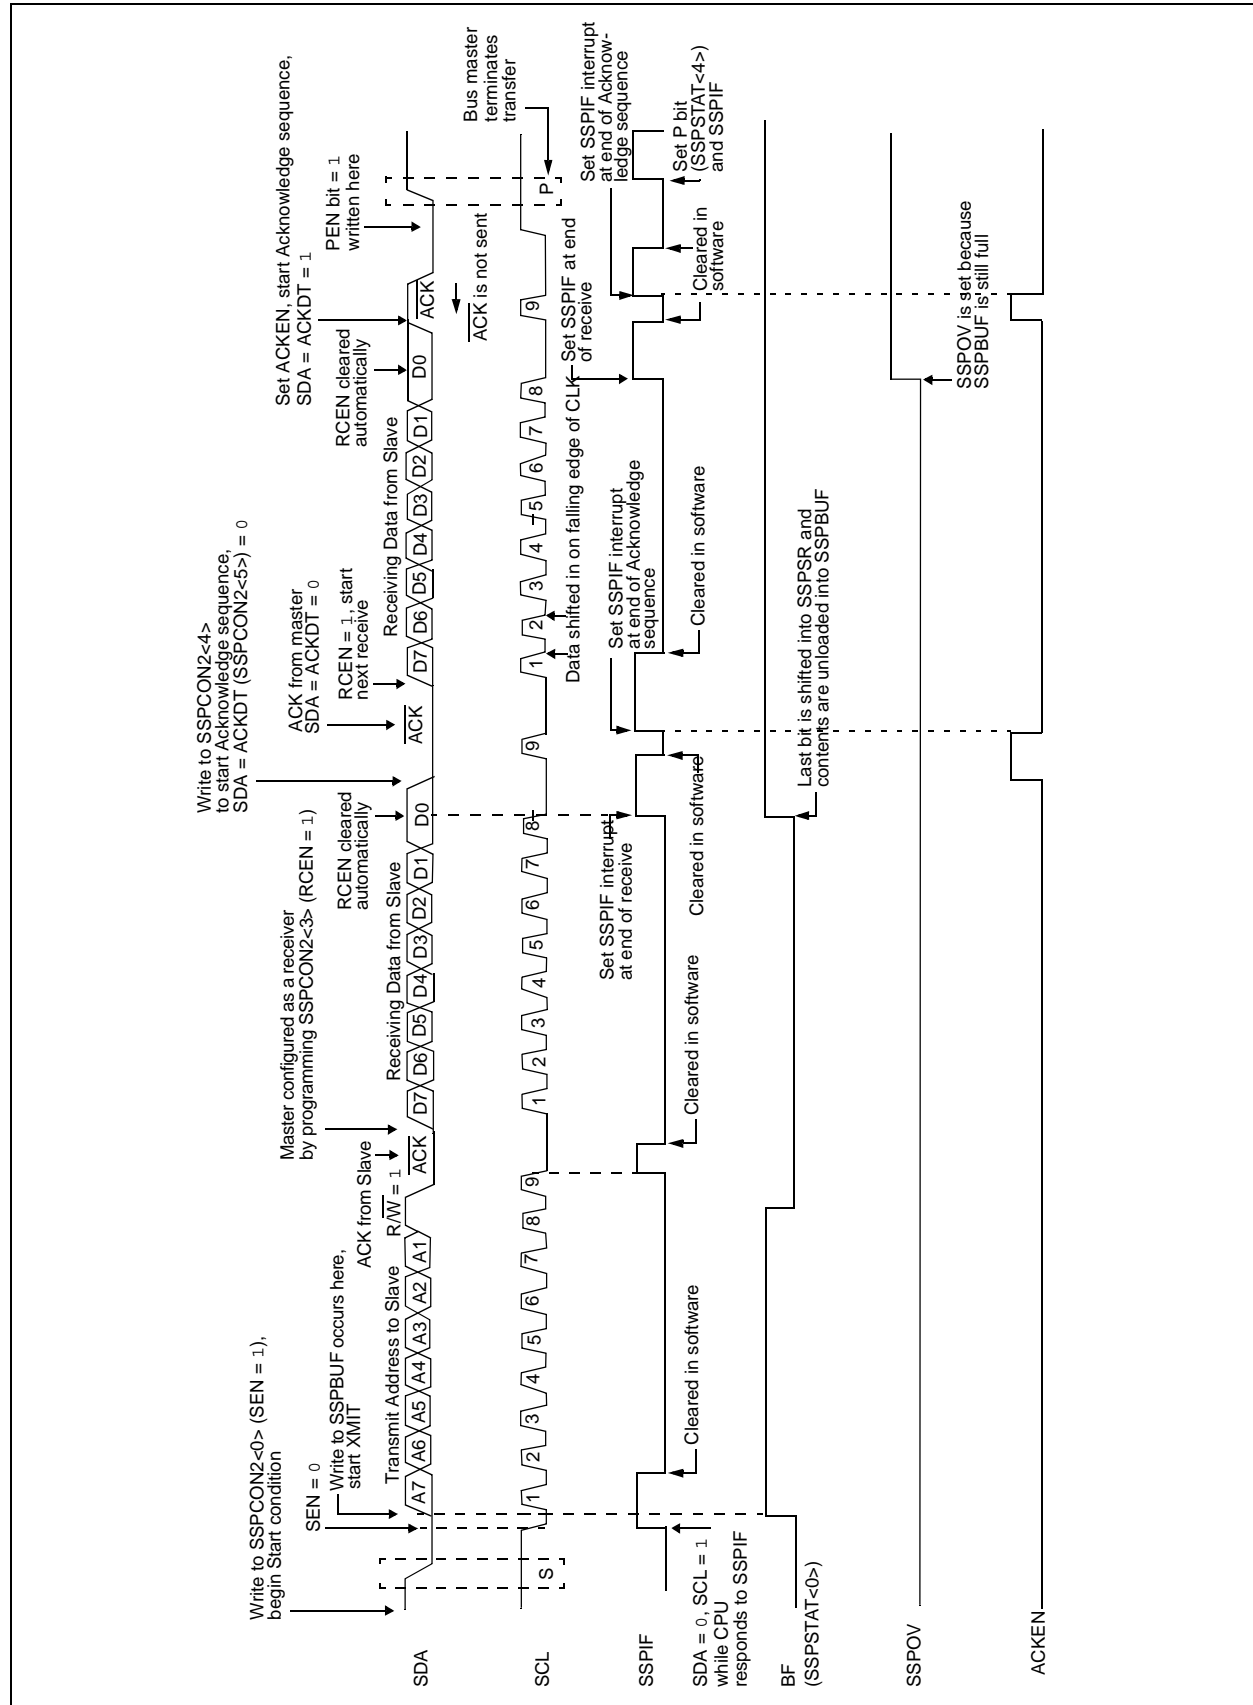 Write to SSPCON2<0> (SEN = 1),
begin Start condition
SEN = 0
Write to SSPBUF occurs here,
start XMIT
Transmit Address to Slave
ACK from Slave
R/W = 1
Master configured as a receiver
by programming SSPCON2<3> (RCEN = 1)
Receiving Data from Slave
RCEN cleared
automatically
Write to SSPCON2<4>
to start Acknowledge sequence,
SDA = ACKDT (SSPCON2<5>) = 0
ACK from master
SDA = ACKDT = 0
RCEN = 1, start
next receive
Receiving Data from Slave
RCEN cleared
automatically
Set ACKEN, start Acknowledge sequence,
SDA = ACKDT = 1
PEN bit = 1
written here
SDA
A7 A6 A5 A4 A3 A2 A1
ACK
D7 D6 D5 D4 D3 D2 D1 D0
ACK
D7 D6 D5 D4 D3 D2 D1 D0
ACK
ACK is not sent
Bus master
terminates
transfer
SCL
S
1 2 3 4 5 6 7 8 9
1 2 3 4 5 6 7 8 9
1 2 3 4 5 6 7 8 9
P
Data shifted in on falling edge of CLK
Set SSPIF at end
of receive
Set SSPIF interrupt
at end of receive
Set SSPIF interrupt
at end of Acknowledge
sequence
Set SSPIF interrupt
at end of Acknow-
ledge sequence
SSPIF
SDA = 0, SCL = 1
while CPU
responds to SSPIF
Cleared in software
Cleared in software
Cleared in software
Cleared in software
Cleared in
software
Set P bit
(SSPSTAT<4>)
and SSPIF
BF
(SSPSTAT<0>)
Last bit is shifted into SSPSR and
contents are unloaded into SSPBUF
SSPOV
SSPOV is set because
SSPBUF is still full
ACKEN